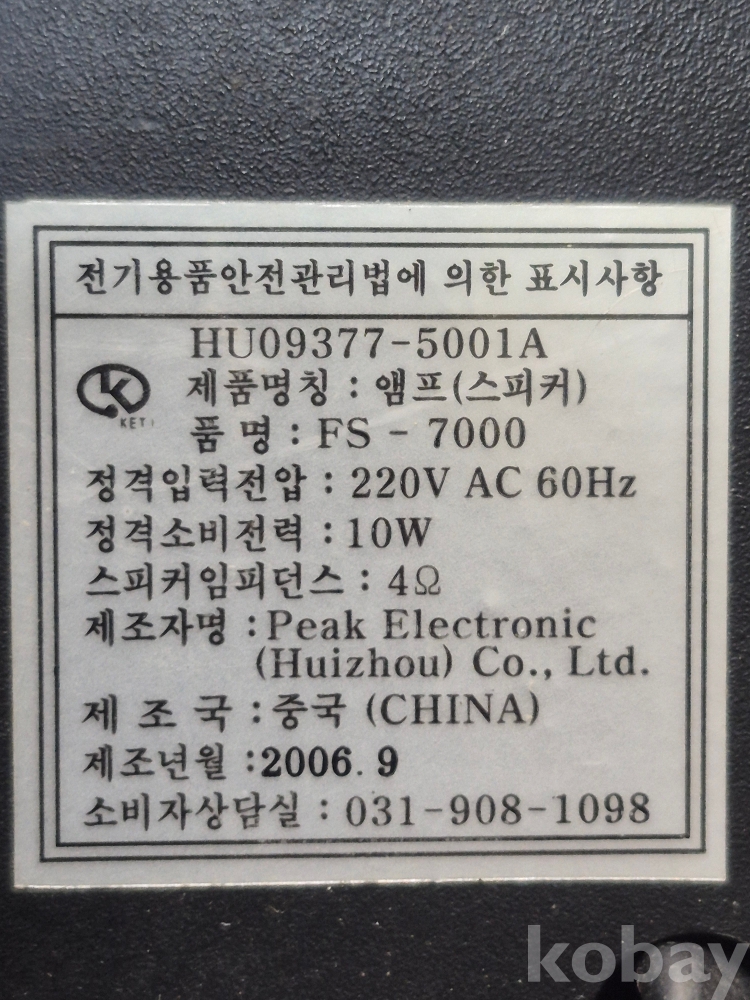 전기용품안전관리법에 의한 표시사항
HU09377-5001A
제품명칭 : 앰프(스피커)
KETI
품 명 : FS - 7000
정격입력전압 : 220V AC 60Hz
정격소비전력 : 10W
스피커임피던스 : 4Ω
제조자명 : Peak Electronic
(Huizhou) Co., Ltd.
제 조 국 : 중국 (CHINA)
제조년월 : 2006. 9
소비자상담실 : 031-908-1098
kobay